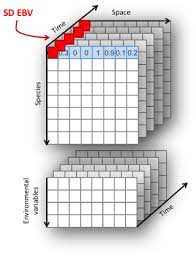 SD EBV
Time
Space
0.3 0 0 1 0.9 0.1 0.2
Species
Environmental
variables
Time